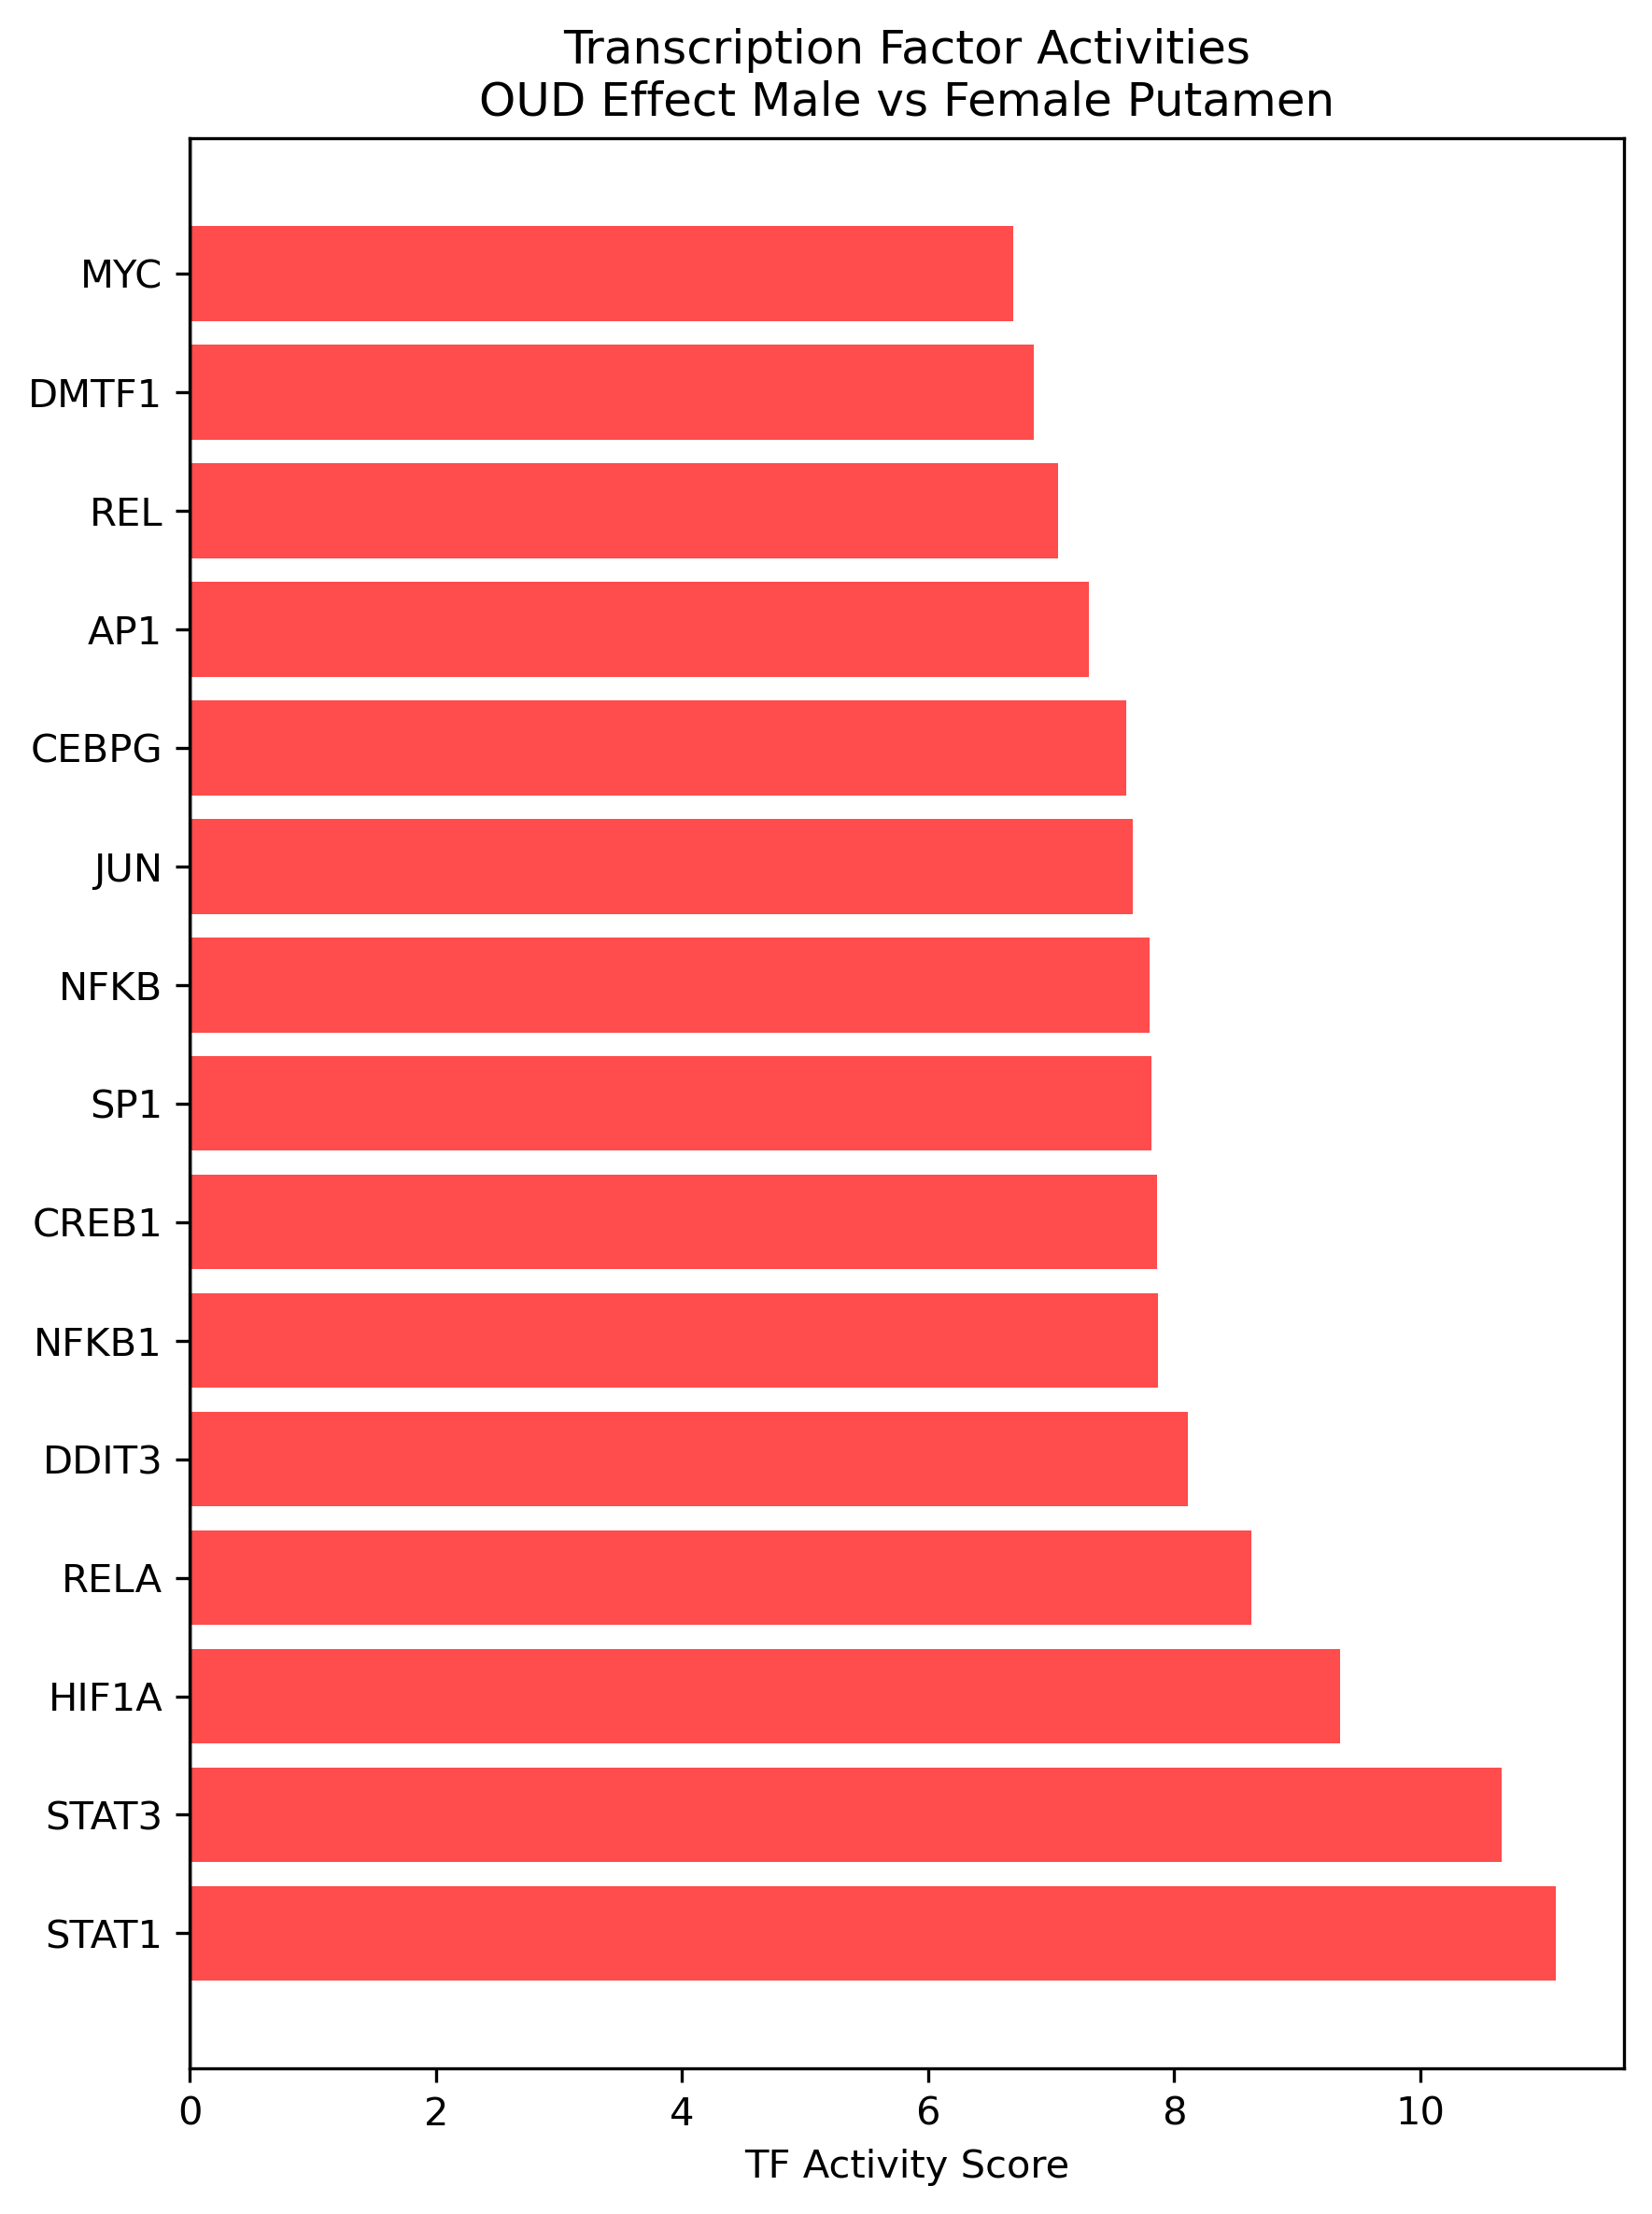 Transcription Factor Activities
OUD Effect Male vs Female Putamen
MYC
DMTF1
REL
AP1
CEBPG
JUN
NFKB
SP1
CREB1
NFKB1
DDIT3
RELA
HIF1A
STAT3
STAT1
0 2 4 6 8 10
TF Activity Score